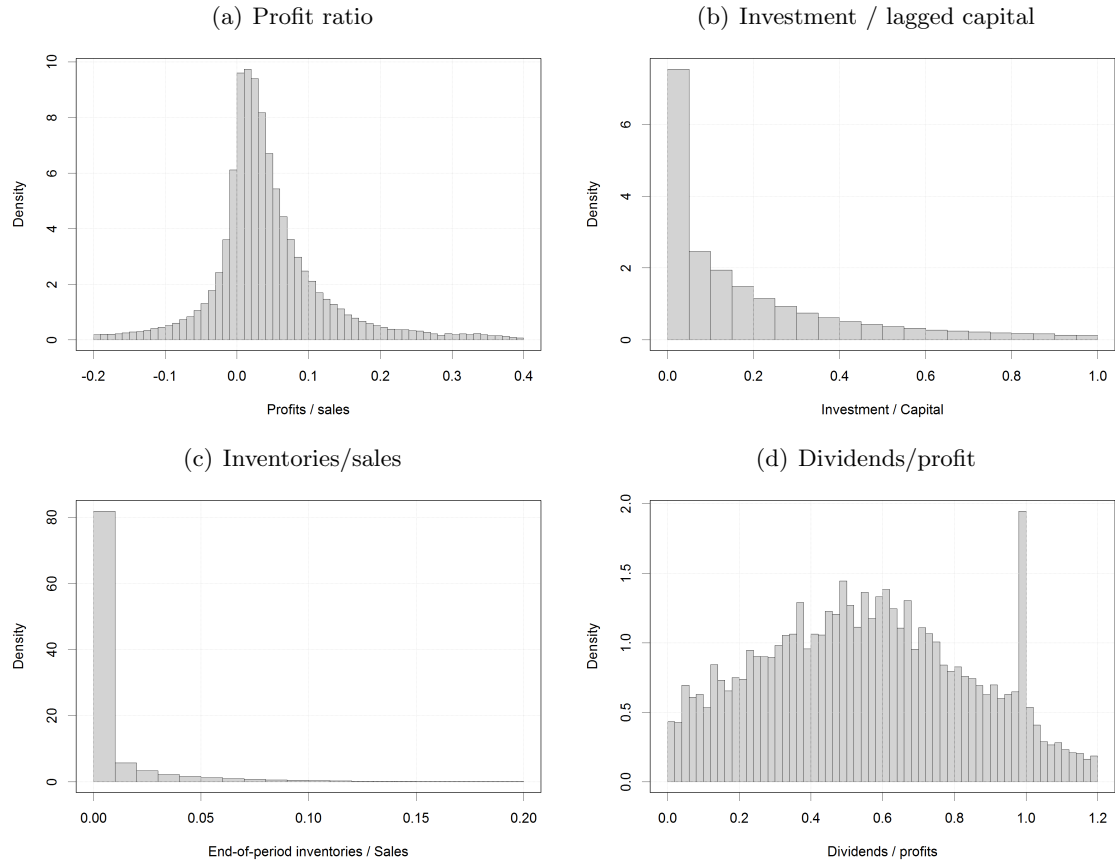 (a) Profit ratio
Density
0 2 4 6 8 10
-0.2 -0.1 0.0 0.1 0.2 0.3 0.4
Profits / sales
(b) Investment / lagged capital
Density
0 2 4 6
0.0 0.2 0.4 0.6 0.8 1.0
Investment / Capital
(c) Inventories/sales
Density
0 20 40 60 80
0.00 0.05 0.10 0.15 0.20
End-of-period inventories / Sales
(d) Dividends/profit
Density
0.0 0.5 1.0 1.5 2.0
0.0 0.2 0.4 0.6 0.8 1.0 1.2
Dividends / profits